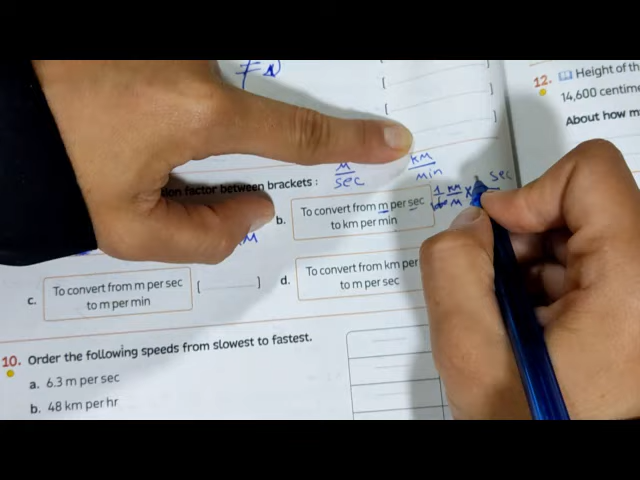 12. Height of th
14,600 centime
About how m
ion factor between brackets :
M
sec
KM
min
b. To convert from m per sec
to km per min
1 KM
M
×
sec
M
c. To convert from m per sec
to m per min
[ ]
d. To convert from km per
to m per sec
10. Order the following speeds from slowest to fastest.
a. 6.3 m per sec
b. 48 km per hr